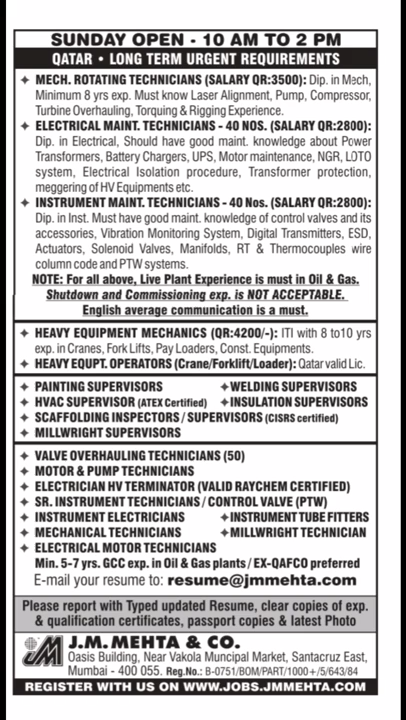 SUNDAY OPEN - 10 AM TO 2 PM
QATAR • LONG TERM URGENT REQUIREMENTS
✦ MECH. ROTATING TECHNICIANS (SALARY QR:3500): Dip. in Mech,
Minimum 8 yrs exp. Must know Laser Alignment, Pump, Compressor,
Turbine Overhauling, Torquing & Rigging Experience.
✦ ELECTRICAL MAINT. TECHNICIANS - 40 NOS. (SALARY QR:2800):
Dip. in Electrical, Should have good maint. knowledge about Power
Transformers, Battery Chargers, UPS, Motor maintenance, NGR, LOTO
system, Electrical Isolation procedure, Transformer protection,
meggering of HV Equipments etc.
✦ INSTRUMENT MAINT. TECHNICIANS - 40 Nos. (SALARY QR:2800):
Dip. in Inst. Must have good maint. knowledge of control valves and its
accessories, Vibration Monitoring System, Digital Transmitters, ESD,
Actuators, Solenoid Valves, Manifolds, RT & Thermocouples wire
column code and PTW systems.
NOTE: For all above, Live Plant Experience is must in Oil & Gas.
Shutdown and Commissioning exp. is NOT ACCEPTABLE.
English average communication is a must.
✦ HEAVY EQUIPMENT MECHANICS (QR:4200/-): ITI with 8 to10 yrs
exp. in Cranes, Fork Lifts, Pay Loaders, Const. Equipments.
✦ HEAVY EQUPT. OPERATORS (Crane/Forklift/Loader): Qatar valid Lic.
✦ PAINTING SUPERVISORS ✦WELDING SUPERVISORS
✦ HVAC SUPERVISOR (ATEX Certified) ✦INSULATION SUPERVISORS
✦ SCAFFOLDING INSPECTORS / SUPERVISORS (CISRS certified)
✦ MILLWRIGHT SUPERVISORS
✦ VALVE OVERHAULING TECHNICIANS (50)
✦ MOTOR & PUMP TECHNICIANS
✦ ELECTRICIAN HV TERMINATOR (VALID RAYCHEM CERTIFIED)
✦ SR. INSTRUMENT TECHNICIANS / CONTROL VALVE (PTW)
✦ INSTRUMENT ELECTRICIANS ✦INSTRUMENT TUBE FITTERS
✦ MECHANICAL TECHNICIANS ✦MILLWRIGHT TECHNICIAN
✦ ELECTRICAL MOTOR TECHNICIANS
Min. 5-7 yrs. GCC exp. in Oil & Gas plants / EX-QAFCO preferred
E-mail your resume to: resume@jmmehta.com
Please report with Typed updated Resume, clear copies of exp.
& qualification certificates, passport copies & latest Photo
JM J.M. MEHTA & CO.
Oasis Building, Near Vakola Muncipal Market, Santacruz East,
Mumbai - 400 055. Reg.No.: B-0751/BOM/PART/1000+/5/643/84
REGISTER WITH US ON WWW.JOBS.JMMEHTA.COM